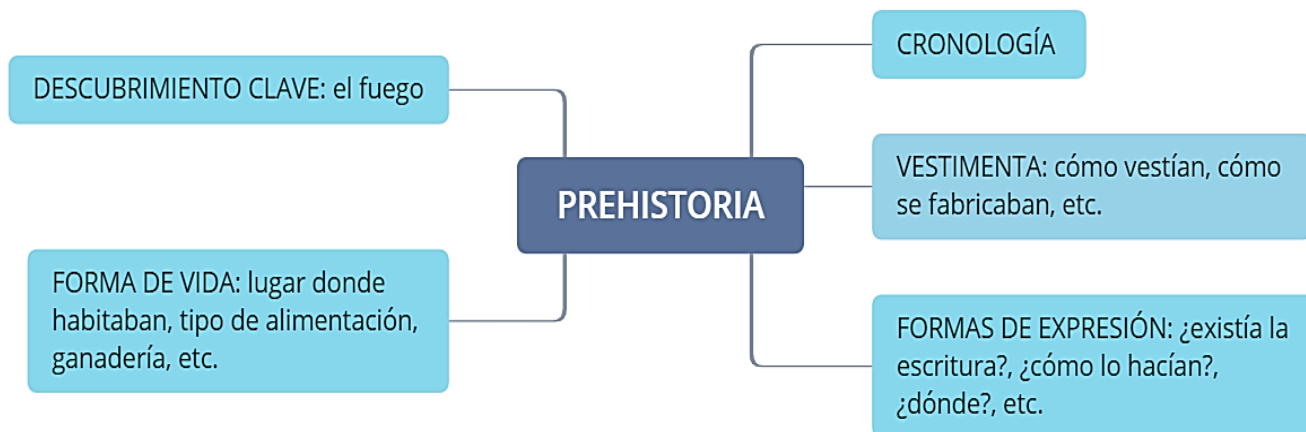 DESCUBRIMIENTO CLAVE: el fuego
FORMA DE VIDA: lugar donde
habitaban, tipo de alimentación,
ganadería, etc.
PREHISTORIA
CRONOLOGÍA
VESTIMENTA: cómo vestían, cómo
se fabricaban, etc.
FORMAS DE EXPRESIÓN: ¿existía la
escritura?, ¿cómo lo hacían?,
¿dónde?, etc.